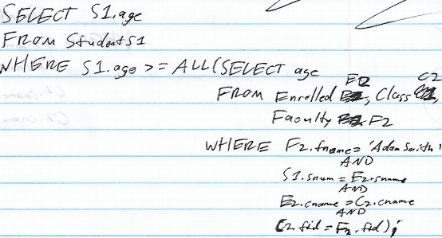 SELECT S1.age
FROM Student S1
WHERE S1.age >= ALL(SELECT age
FROM Enrolled E2, Class C2,
Faculty F2
WHERE F2.fname = 'Adam Smith'
AND
S1.snum = E2.snume
AND
E2.cname = C2.cname
AND
C2.fid = F2.fid);